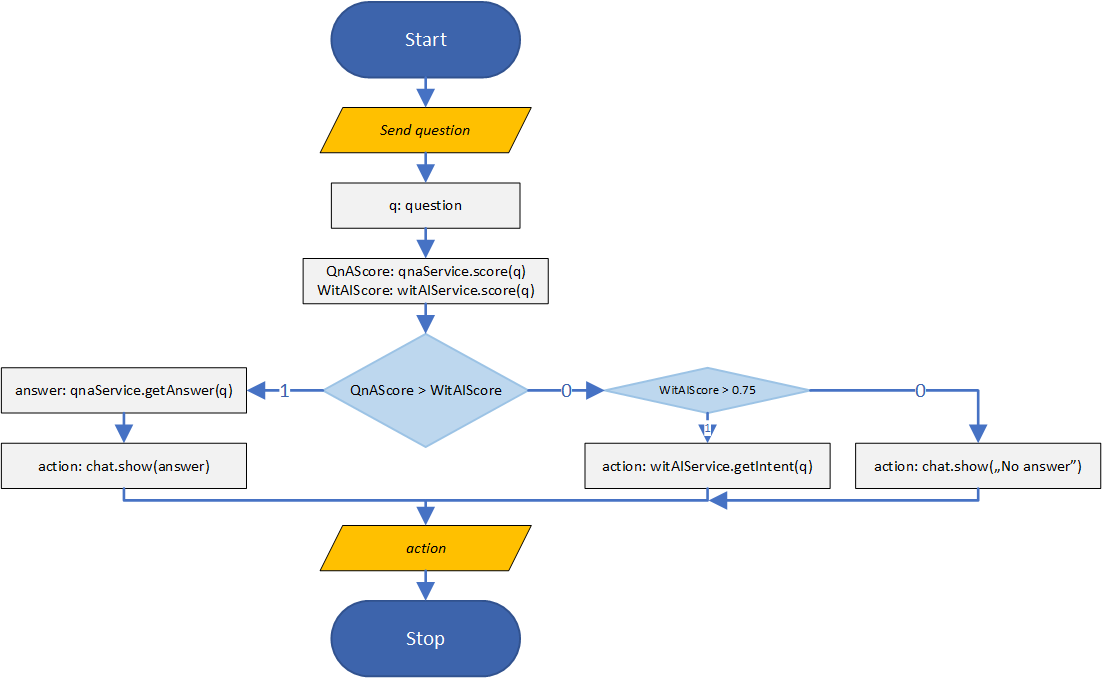 Start
Send question
q: question
QnAScore: qnaService.score(q)
WitAIScore: witAIService.score(q)
answer: qnaService.getAnswer(q)
1
QnAScore > WitAIScore
0
WitAIScore > 0.75
0
1
action: chat.show(answer)
action: witAIService.getIntent(q)
action: chat.show(„No answer”)
action
Stop